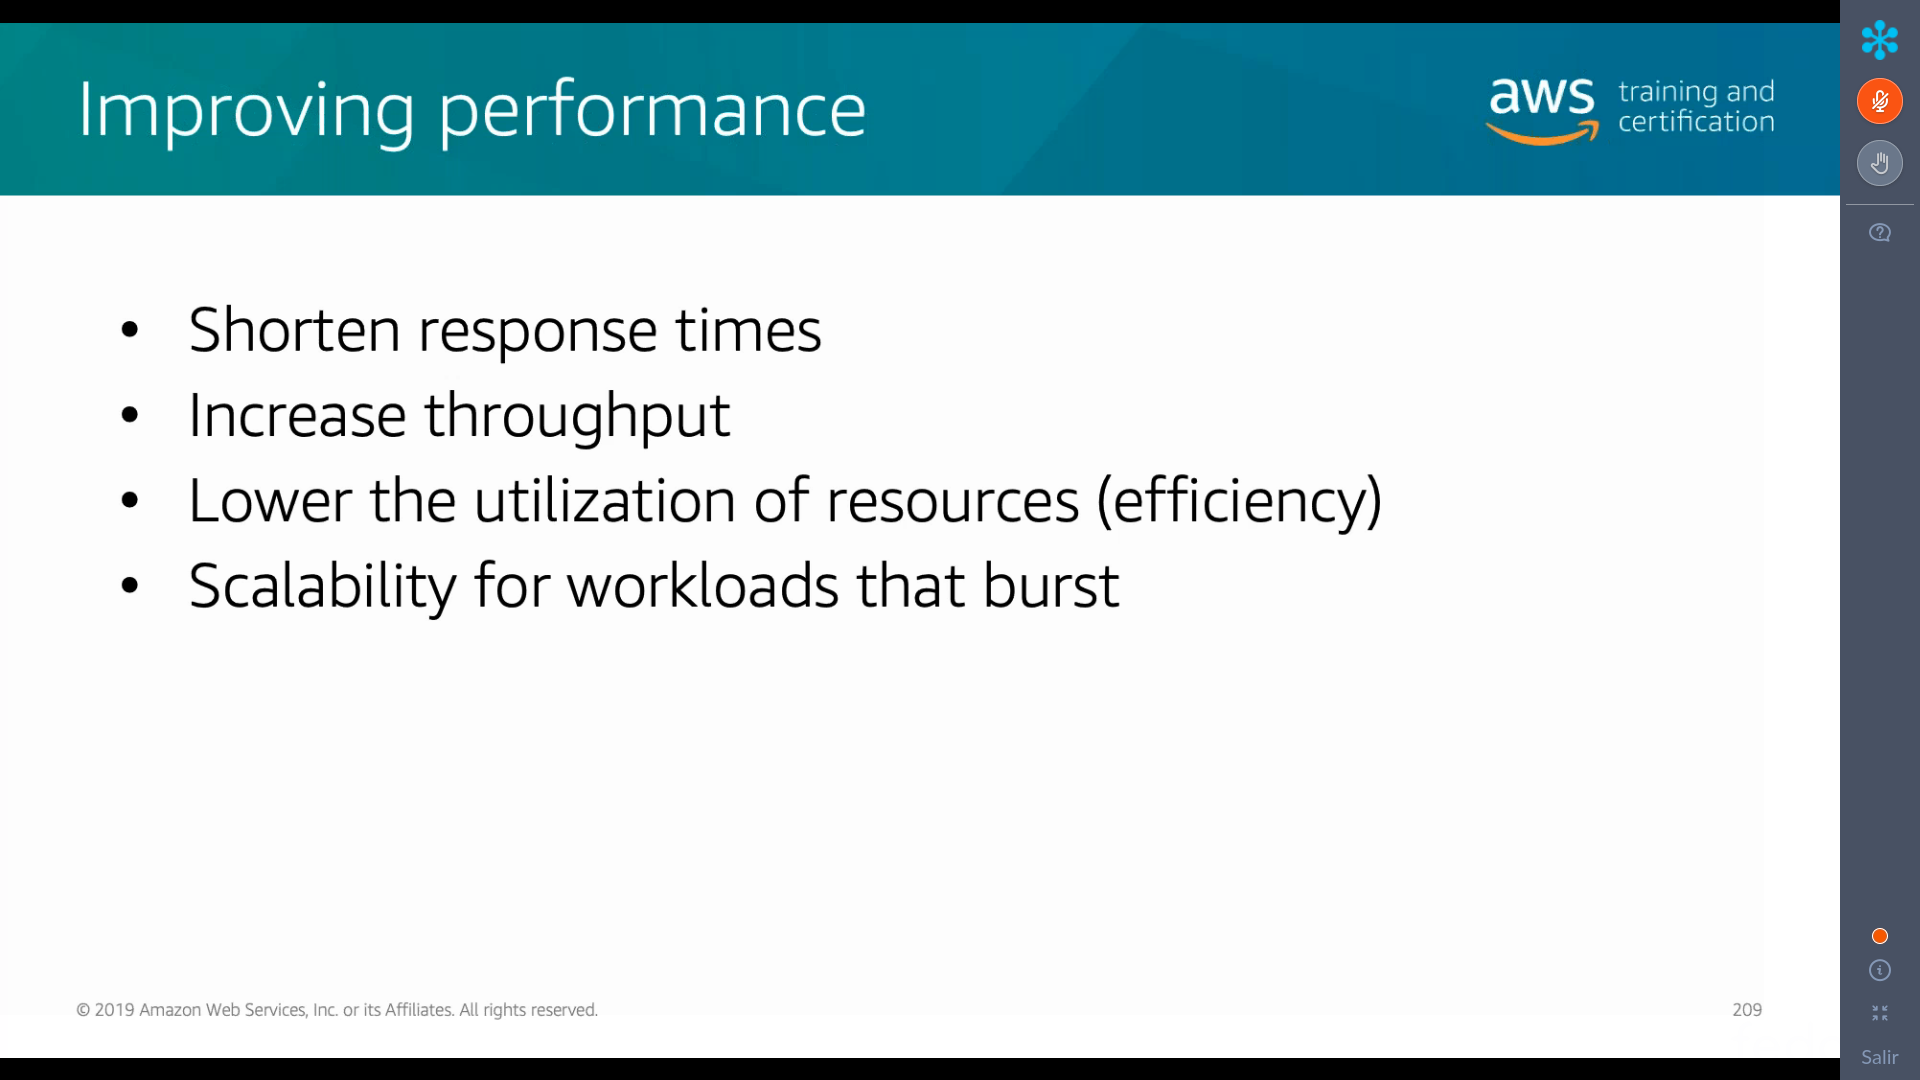 Improving performance
aws training and
certification
• Shorten response times
• Increase throughput
• Lower the utilization of resources (efficiency)
• Scalability for workloads that burst
© 2019 Amazon Web Services, Inc. or its Affiliates. All rights reserved.
209
Salir